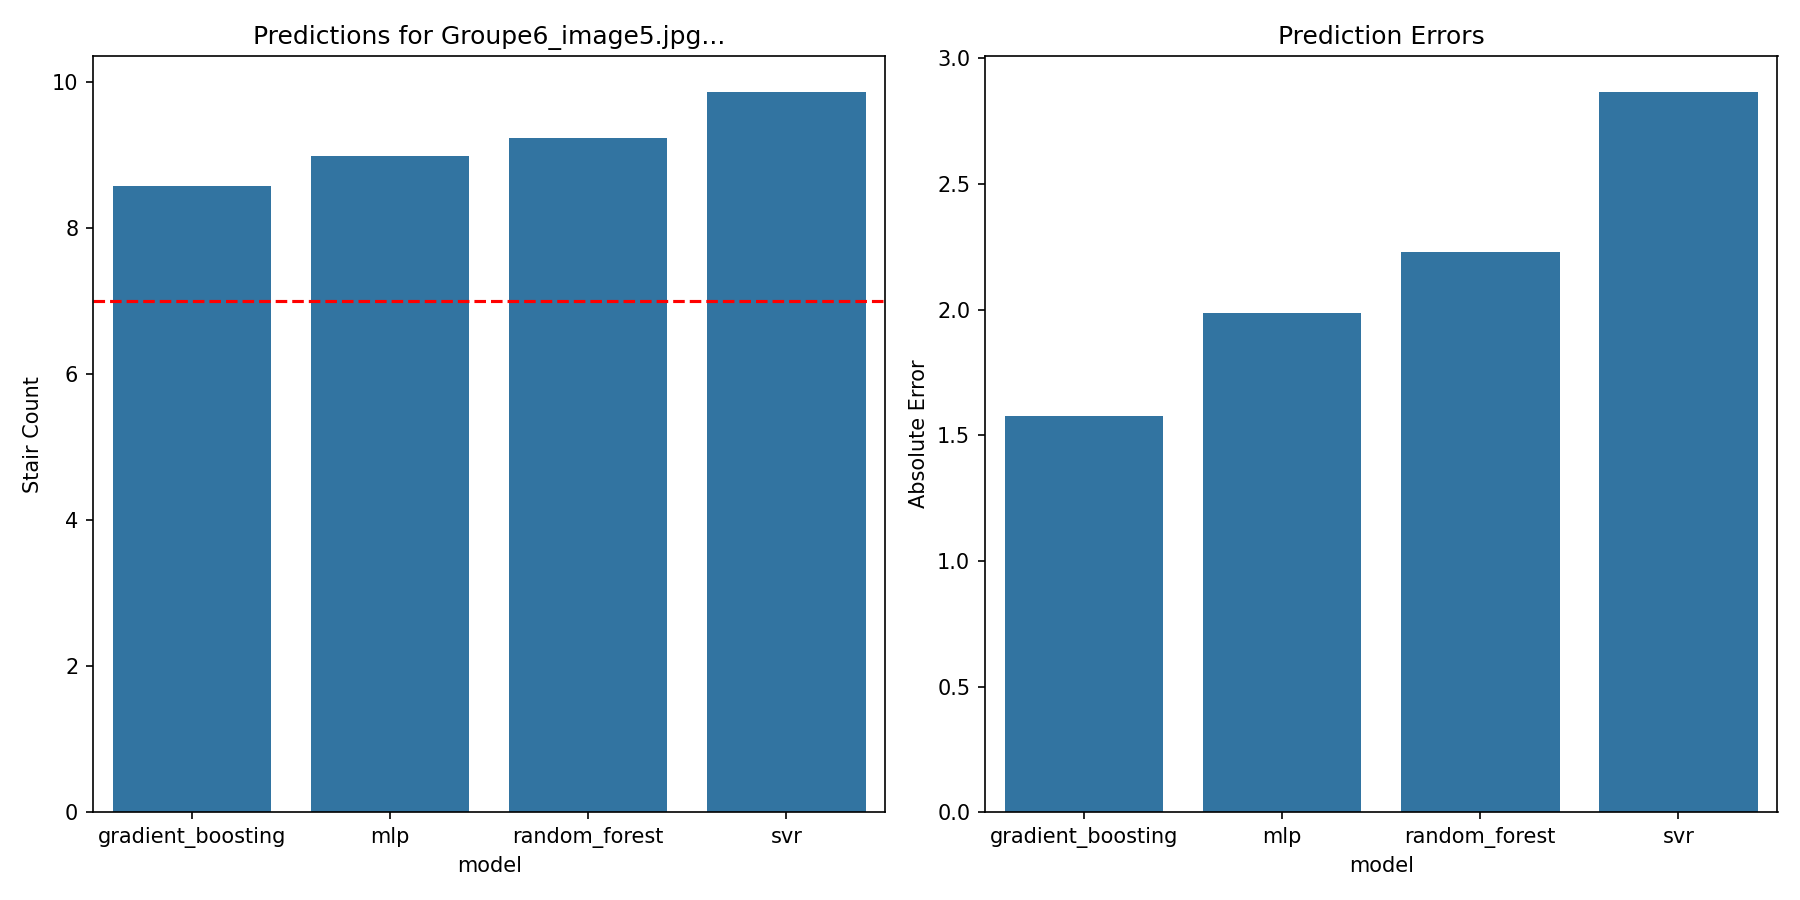 Predictions for Groupe6_image5.jpg...
Stair Count
10
8
6
4
2
0
gradient_boosting mlp random_forest svr
model
Prediction Errors
Absolute Error
3.0
2.5
2.0
1.5
1.0
0.5
0.0
gradient_boosting mlp random_forest svr
model